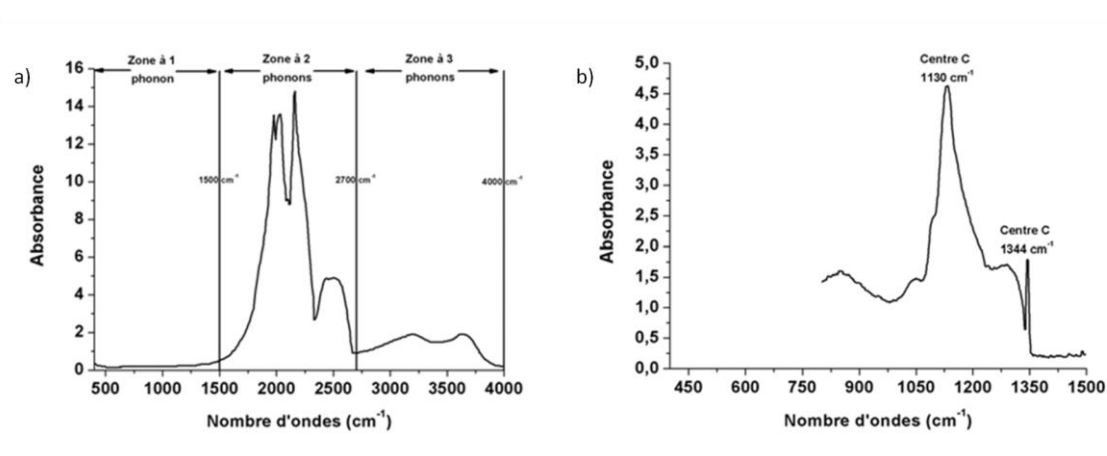 a)
Zone à 1
phonon
Zone à 2
phonons
Zone à 3
phonons
16
14
12
10
8
6
4
2
0
1500 cm⁻¹
2700 cm⁻¹
4000 cm⁻¹
Absorbance
500 1000 1500 2000 2500 3000 3500 4000
Nombre d'ondes (cm⁻¹)
b)
Centre C
1130 cm⁻¹
Centre C
1344 cm⁻¹
5,0
4,5
4,0
3,5
3,0
2,5
2,0
1,5
1,0
0,5
0,0
Absorbance
450 600 750 900 1050 1200 1350 1500
Nombre d'ondes (cm⁻¹)